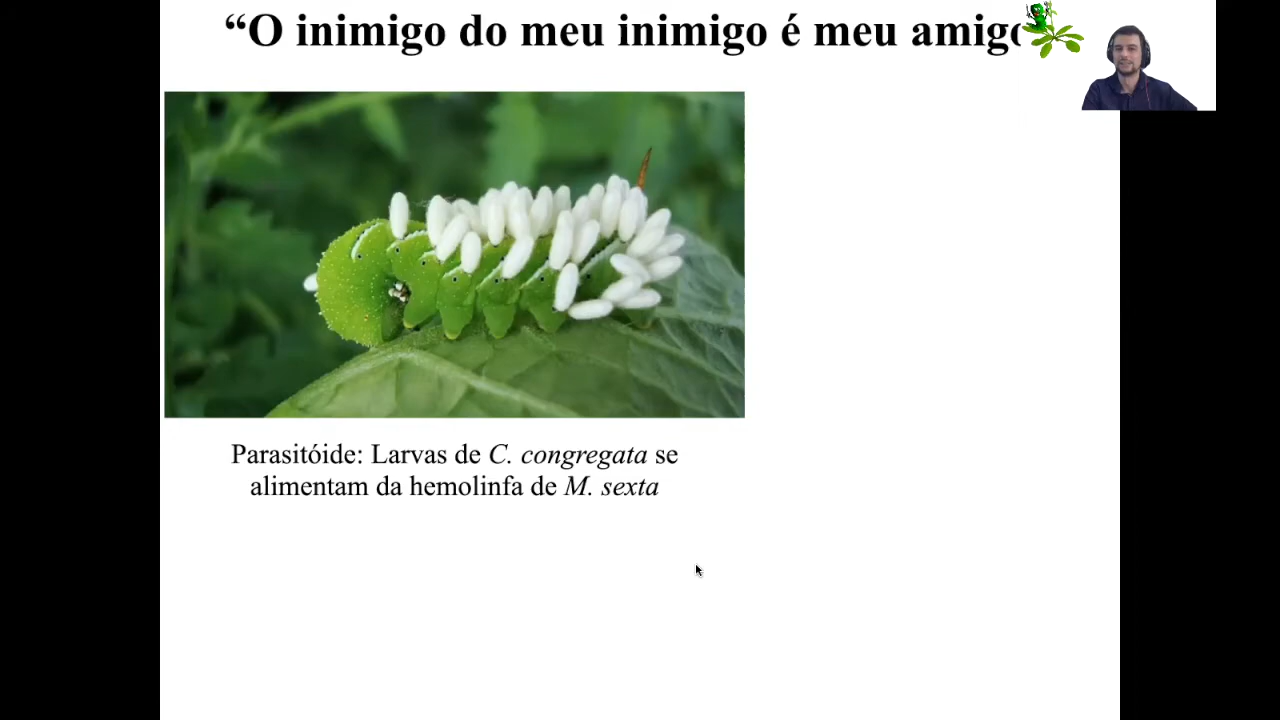 “O inimigo do meu inimigo é meu amigo
Parasitóide: Larvas de C. congregata se
alimentam da hemolinfa de M. sexta